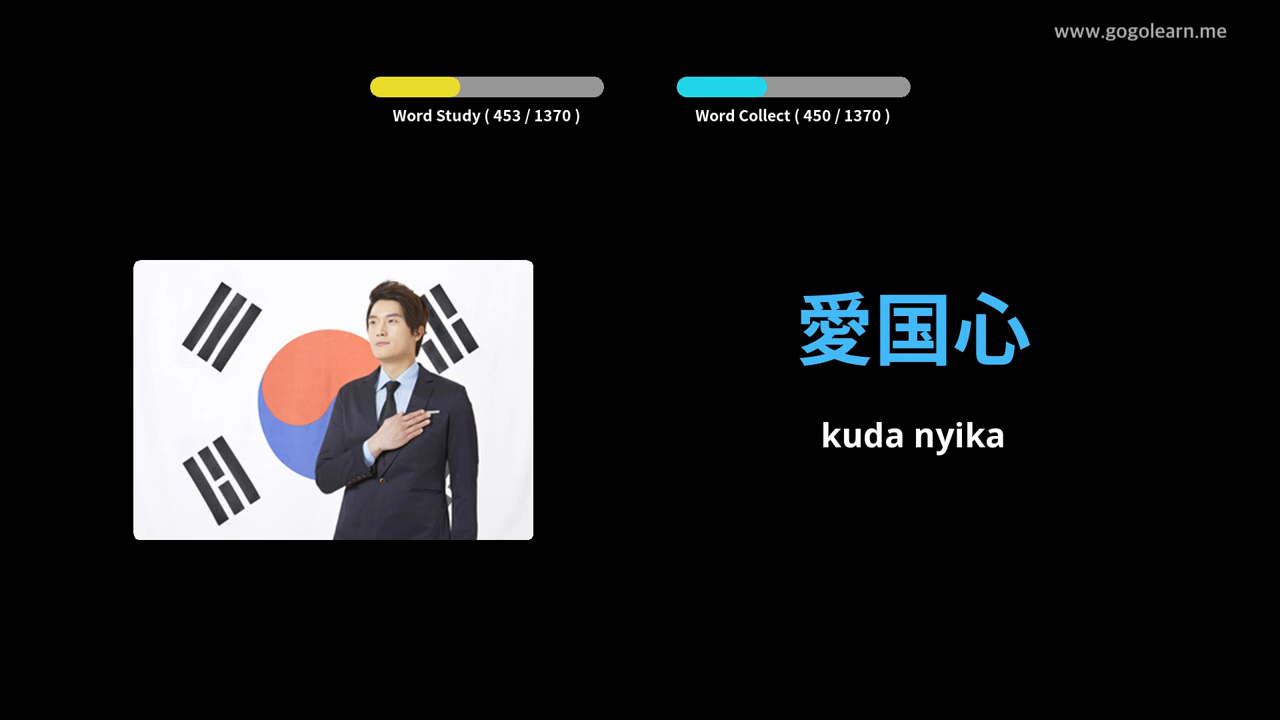 www.gogolearn.me
Word Study ( 453 / 1370 )
Word Collect ( 450 / 1370 )
愛国心
kuda nyika